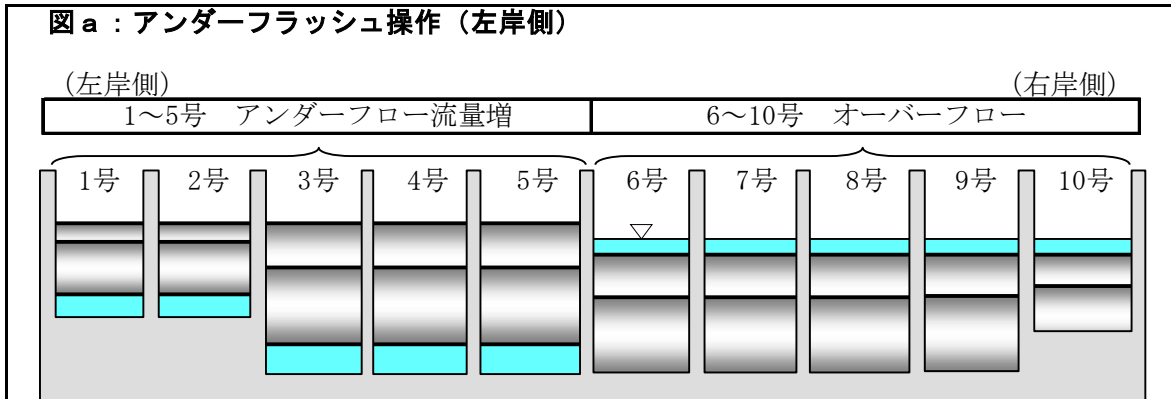 図a：アンダーフラッシュ操作（左岸側）
（左岸側） （右岸側）
1～5号　アンダーフロー流量増 6～10号　オーバーフロー
1号 2号 3号 4号 5号 6号 7号 8号 9号 10号